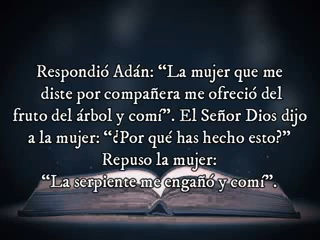 Respondió Adán: “La mujer que me
diste por compañera me ofreció del
fruto del árbol y comí”. El Señor Dios dijo
a la mujer: “¿Por qué has hecho esto?”
Repuso la mujer:
“La serpiente me engañó y comí”.